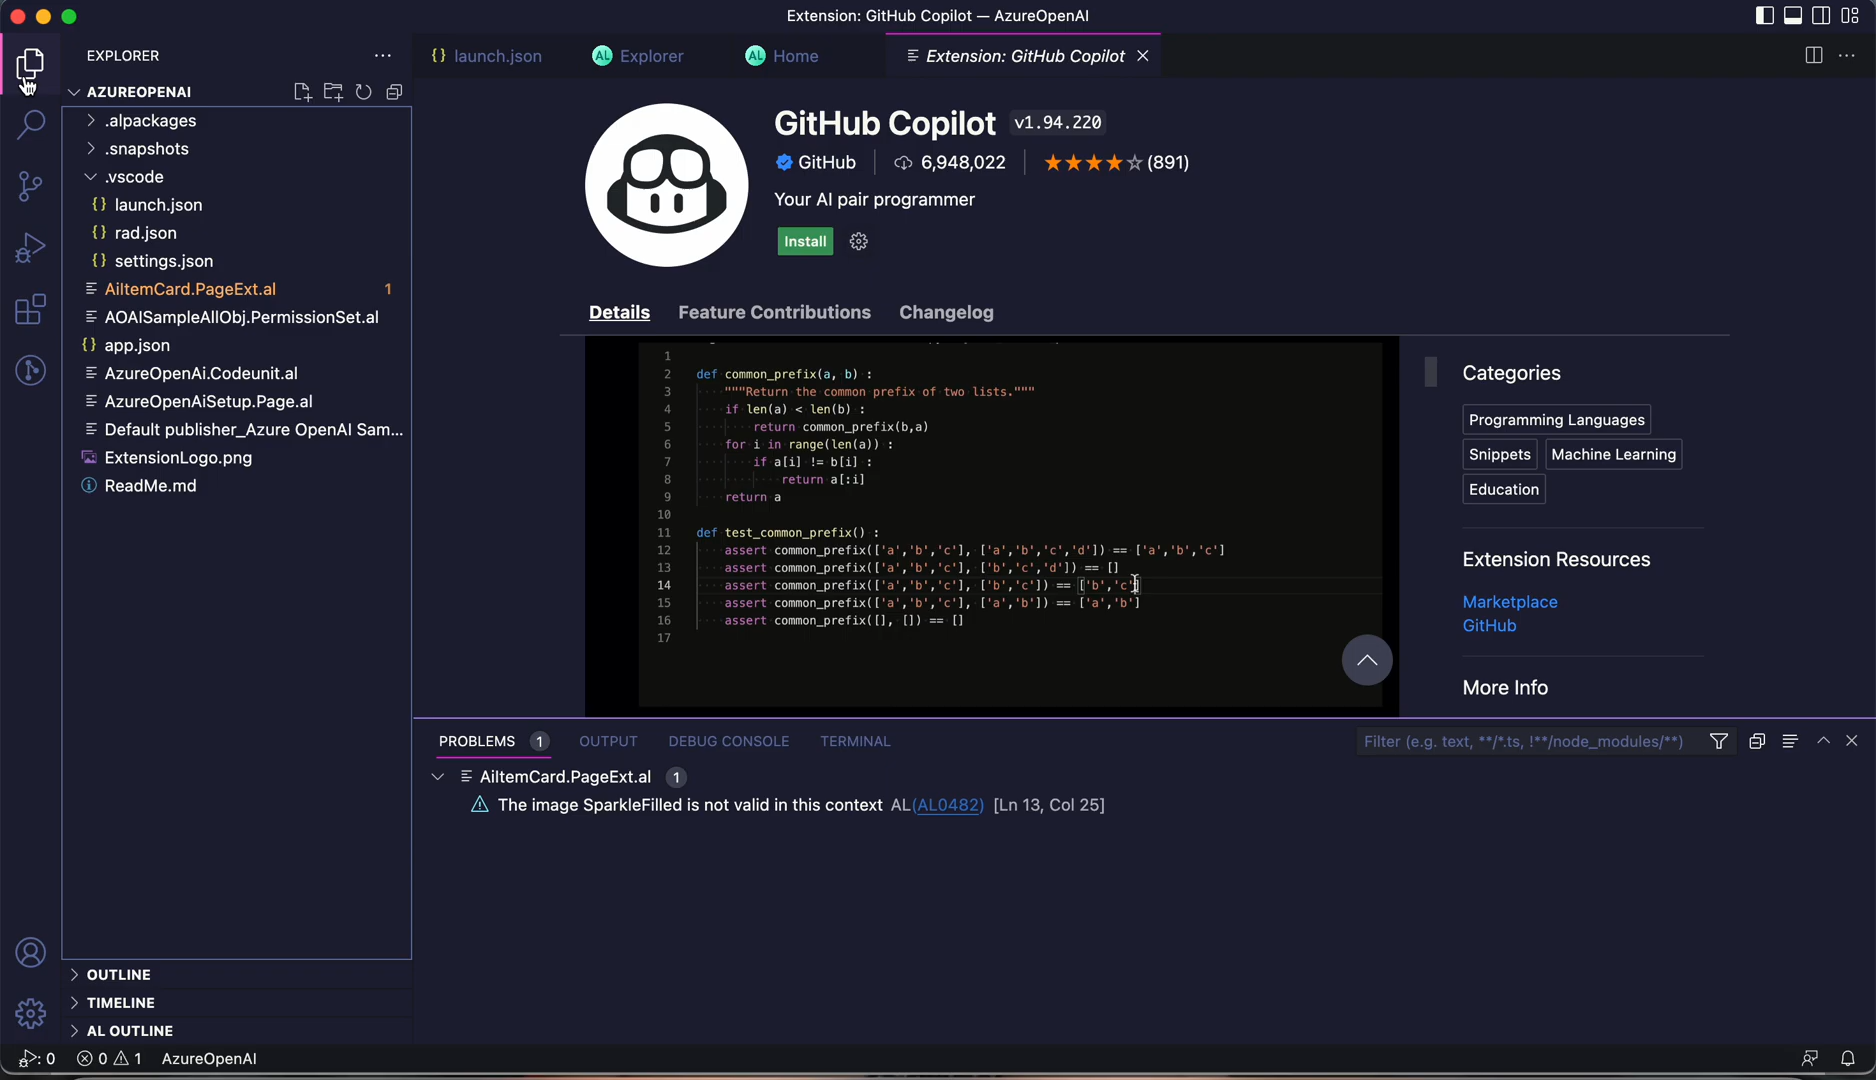 Extension: GitHub Copilot — AzureOpenAI
EXPLORER
AZUREOPENAI
.alpackages
.snapshots
.vscode
{} launch.json
{} rad.json
{} settings.json
AiItemCard.PageExt.al 1
AOAISampleAllObj.PermissionSet.al
{} app.json
AzureOpenAi.Codeunit.al
AzureOpenAiSetup.Page.al
Default publisher_Azure OpenAI Sam...
ExtensionLogo.png
ReadMe.md
OUTLINE
TIMELINE
AL OUTLINE
{} launch.json
AL Explorer
AL Home
Extension: GitHub Copilot
GitHub Copilot v1.94.220
GitHub 6,948,022 (891)
Your AI pair programmer
Install
Details Feature Contributions Changelog
1
2 def common_prefix(a, b) :
3 """Return the common prefix of two lists."""
4 if len(a) < len(b) :
5 return common_prefix(b,a)
6 for i in range(len(a)) :
7 if a[i] != b[i] :
8 return a[:i]
9 return a
10
11 def test_common_prefix() :
12 assert common_prefix(['a','b','c'], ['a','b','c','d']) == ['a','b','c']
13 assert common_prefix(['a','b','c'], ['b','c','d']) == []
14 assert common_prefix(['a','b','c'], ['b','c']) == ['b','c']
15 assert common_prefix(['a','b','c'], ['a','b']) == ['a','b']
16 assert common_prefix([], []) == []
17
Categories
Programming Languages
Snippets Machine Learning
Education
Extension Resources
Marketplace
GitHub
More Info
PROBLEMS 1 OUTPUT DEBUG CONSOLE TERMINAL
Filter (e.g. text, **/*.ts, !**/node_modules/**)
AiItemCard.PageExt.al 1
The image SparkleFilled is not valid in this context AL(AL0482) [Ln 13, Col 25]
: 0 0 1 AzureOpenAI